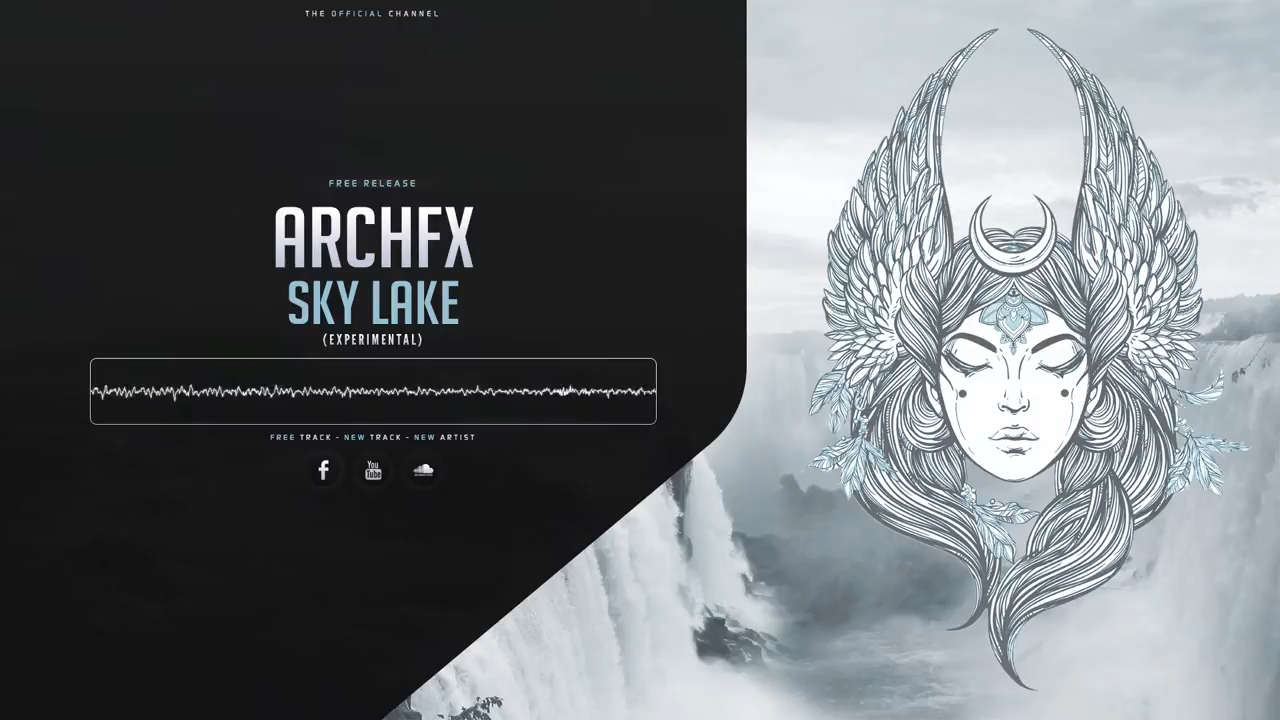 THE OFFICIAL CHANNEL
FREE RELEASE
ARCHFX
SKY LAKE
(EXPERIMENTAL)
FREE TRACK - NEW TRACK - NEW ARTIST
f
You
Tube